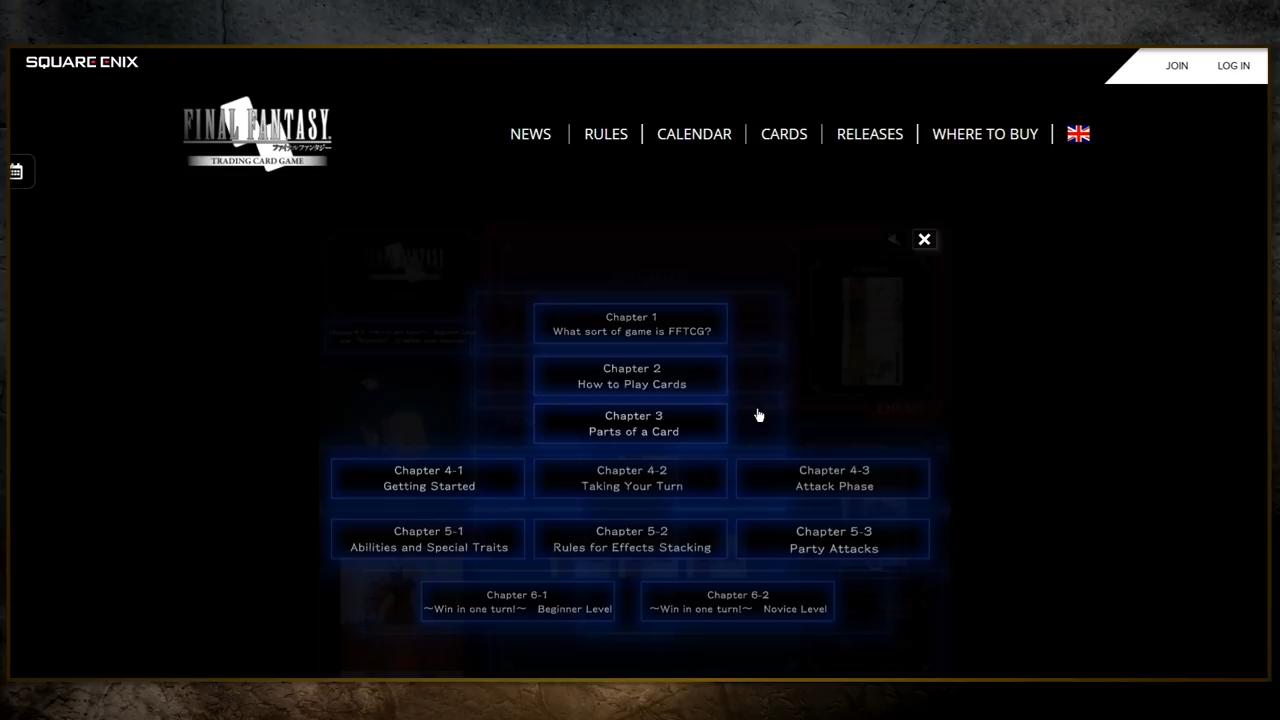 SQUARE ENIX
JOIN
LOG IN
FINAL FANTASY
ファイナルファンタジー
TRADING CARD GAME
NEWS
RULES
CALENDAR
CARDS
RELEASES
WHERE TO BUY
Chapter 1
What sort of game is FFTCG?
Chapter 2
How to Play Cards
Chapter 3
Parts of a Card
Chapter 4-1
Getting Started
Chapter 4-2
Taking Your Turn
Chapter 4-3
Attack Phase
Chapter 5-1
Abilities and Special Traits
Chapter 5-2
Rules for Effects Stacking
Chapter 5-3
Party Attacks
Chapter 6-1
～Win in one turn!～ Beginner Level
Chapter 6-2
～Win in one turn!～ Novice Level